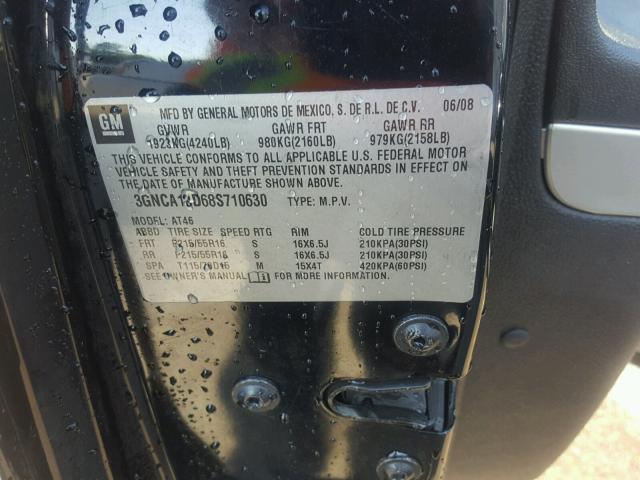 GM MFD BY GENERAL MOTORS DE MEXICO, S. DE R.L. DE C.V. 06/08
GVWR GAWR FRT GAWR RR
1923KG(4240LB) 980KG(2160LB) 979KG(2158LB)
THIS VEHICLE CONFORMS TO ALL APPLICABLE U.S. FEDERAL MOTOR
VEHICLE SAFETY AND THEFT PREVENTION STANDARDS IN EFFECT ON
THE DATE OF MANUFACTURE SHOWN ABOVE.
TYPE: M.P.V.
MODEL: AT46
TIRE SIZE SPEED RTG RIM COLD TIRE PRESSURE
FRT P215/55R16 S 16X6.5J 210KPA(30PSI)
RR P215/55R16 S 16X6.5J 210KPA(30PSI)
SPA M 15X4T 420KPA(60PSI)
SEE OWNER'S MANUAL FOR MORE INFORMATION.